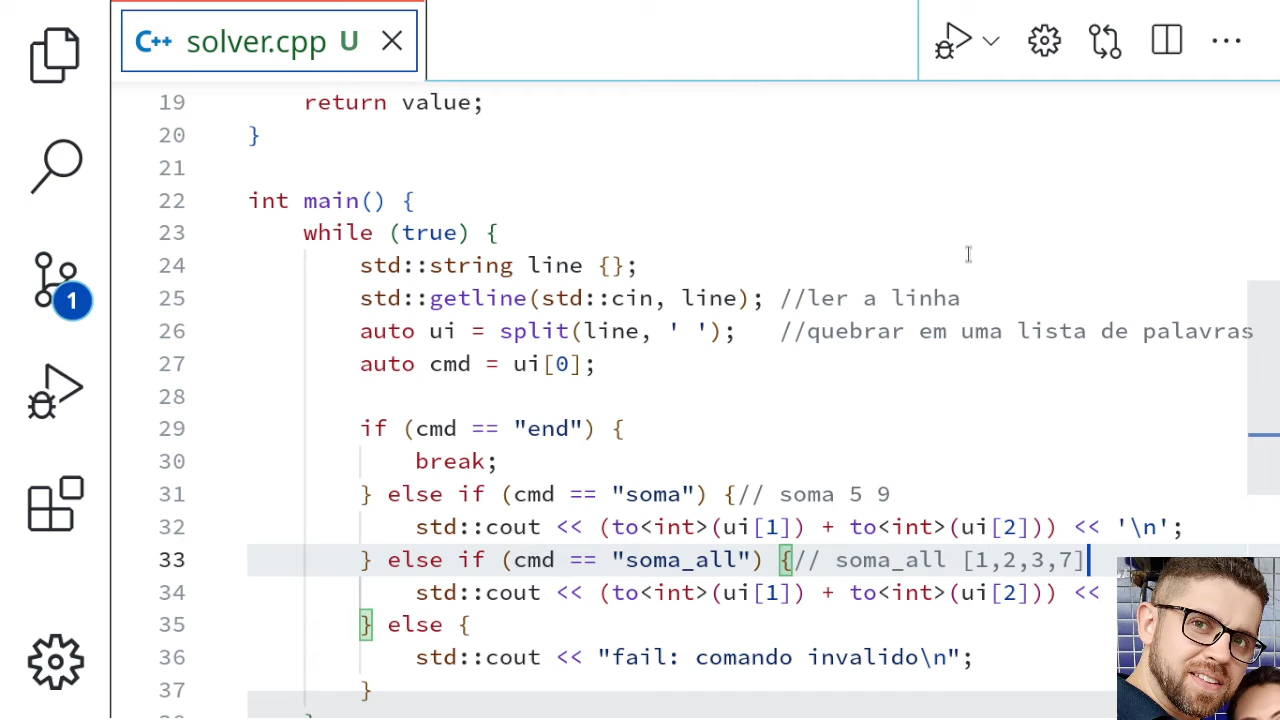 C++ solver.cpp U
19 return value;
20 }
21
22 int main() {
23 while (true) {
24 std::string line {};
25 std::getline(std::cin, line); //ler a linha
26 auto ui = split(line, ' '); //quebrar em uma lista de palavras
27 auto cmd = ui[0];
28
29 if (cmd == "end") {
30 break;
31 } else if (cmd == "soma") {// soma 5 9
32 std::cout << (to<int>(ui[1]) + to<int>(ui[2])) << '\n';
33 } else if (cmd == "soma_all") {// soma_all [1,2,3,7]
34 std::cout << (to<int>(ui[1]) + to<int>(ui[2])) <<
35 } else {
36 std::cout << "fail: comando invalido\n";
37 }
1